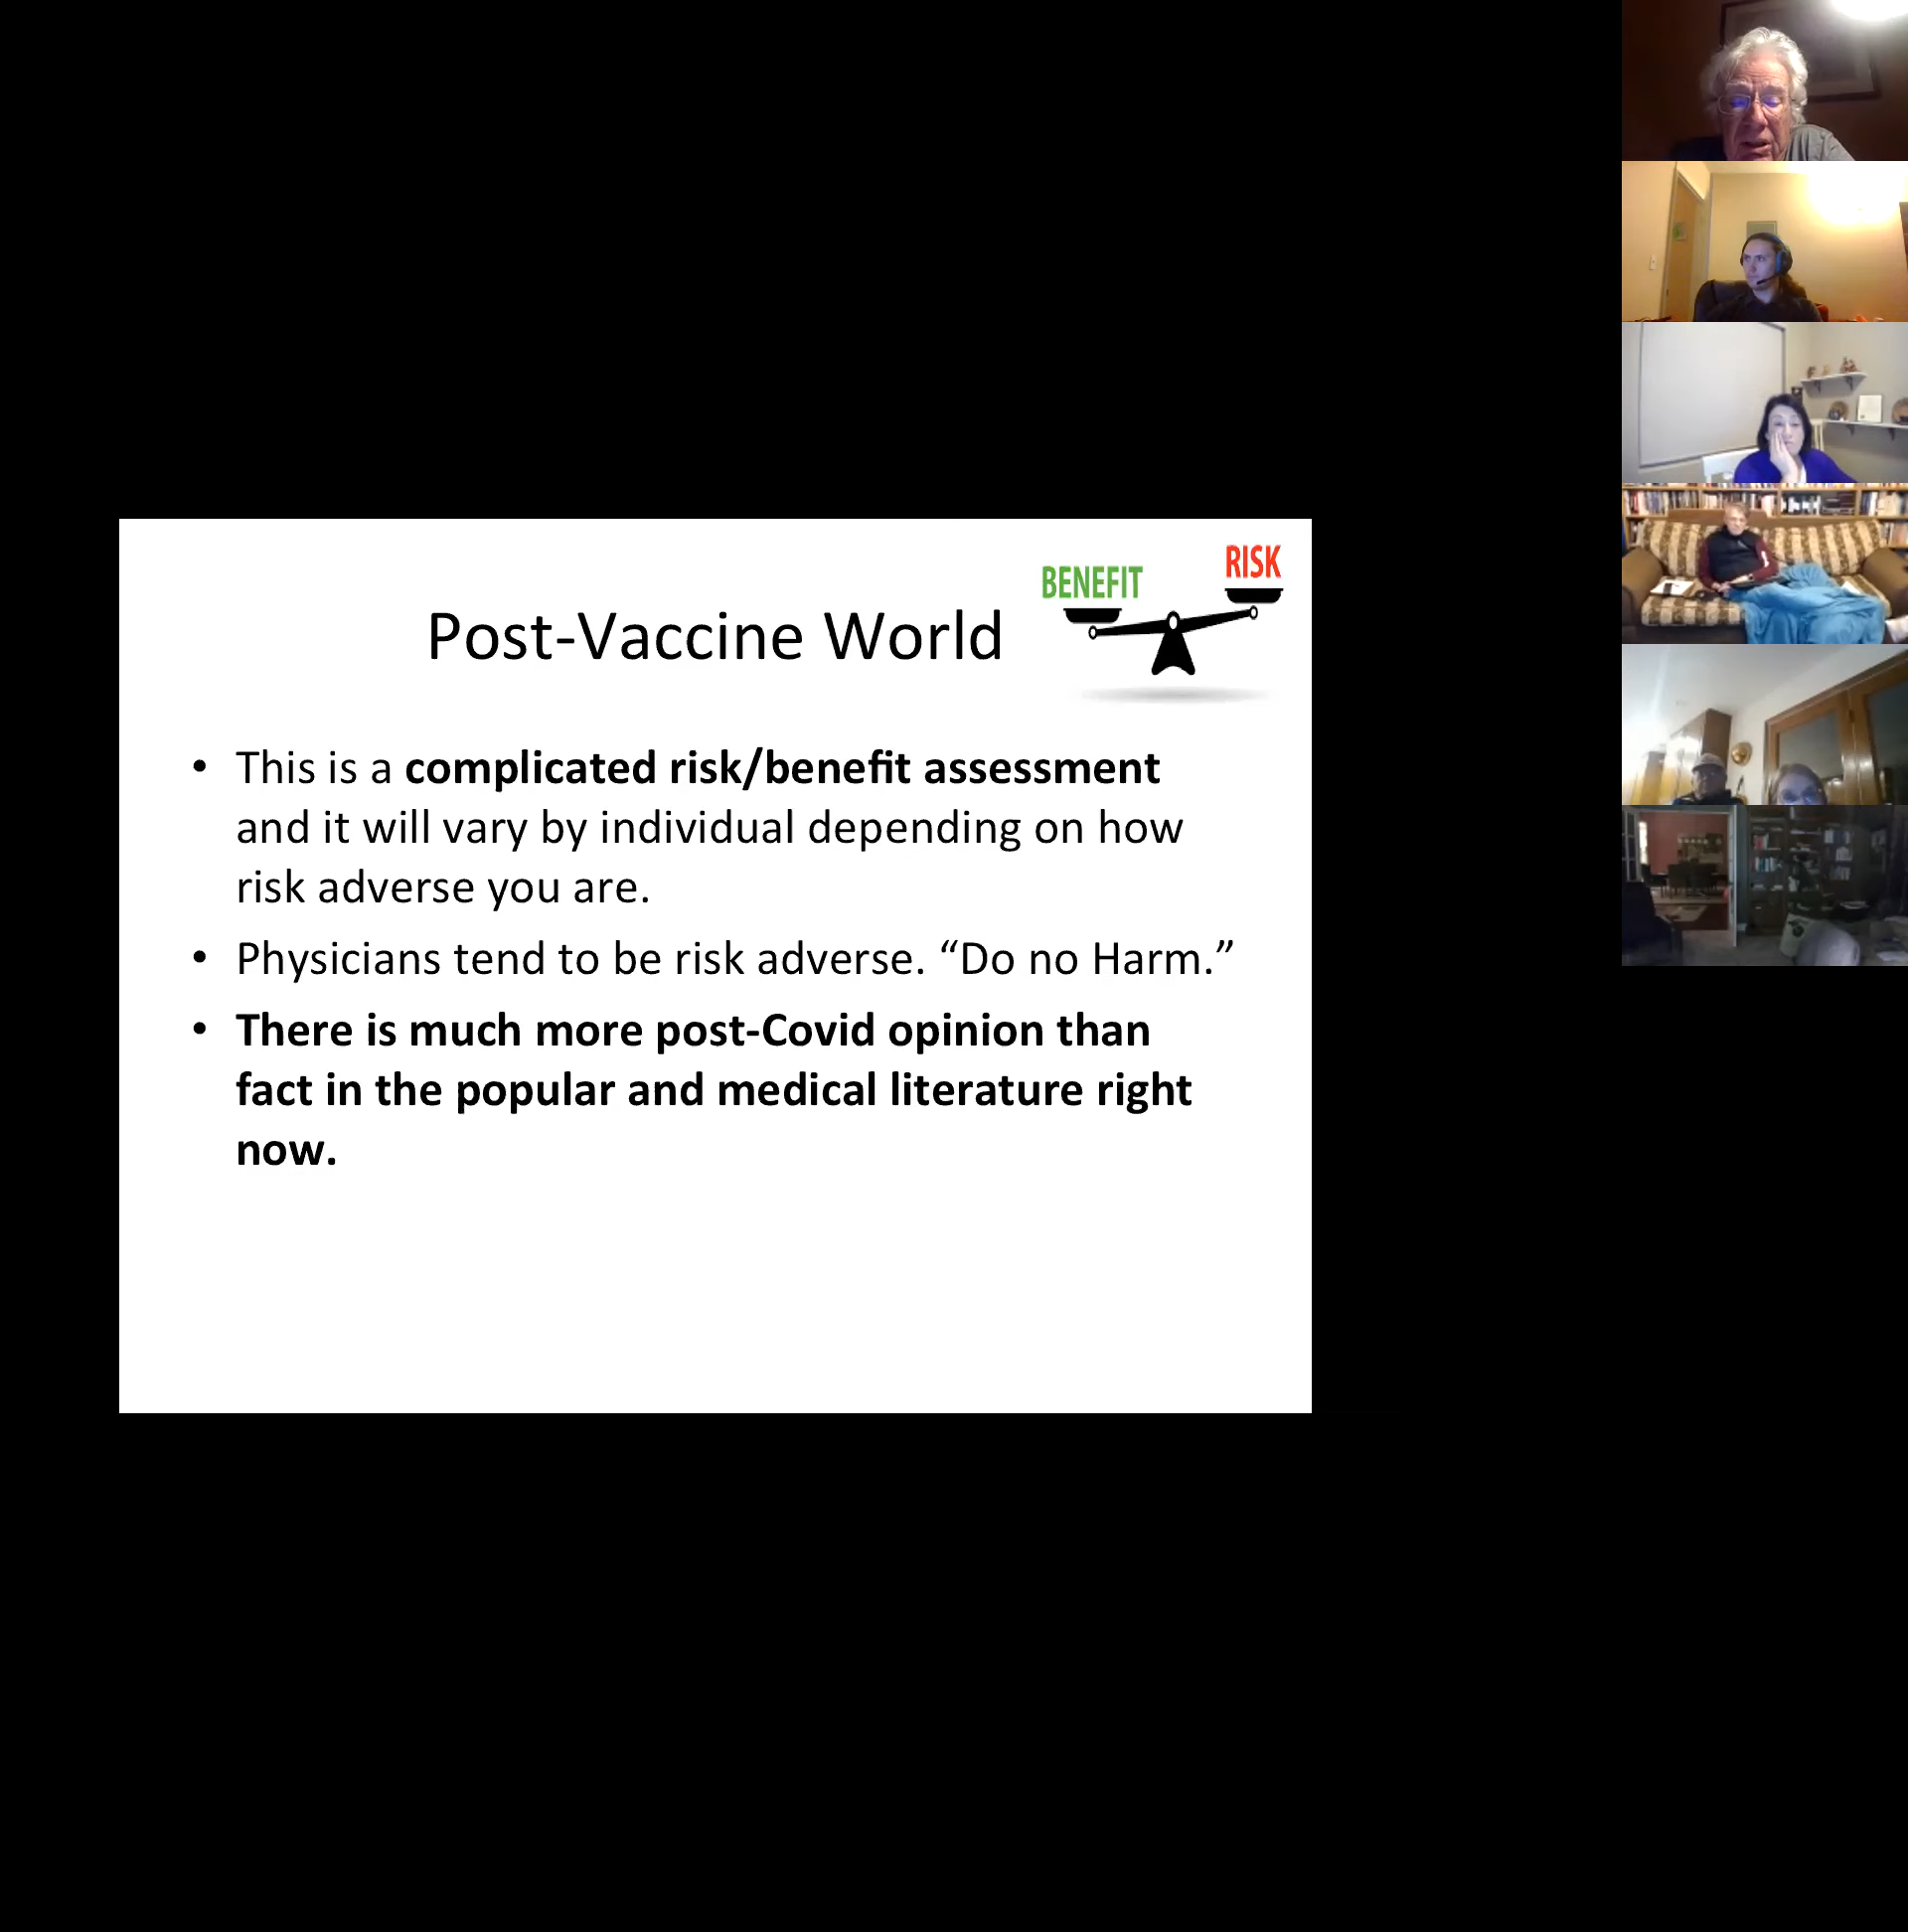 BENEFIT
RISK
Post-Vaccine World
• This is a complicated risk/benefit assessment
and it will vary by individual depending on how
risk adverse you are.
• Physicians tend to be risk adverse. “Do no Harm.”
• There is much more post-Covid opinion than
fact in the popular and medical literature right
now.